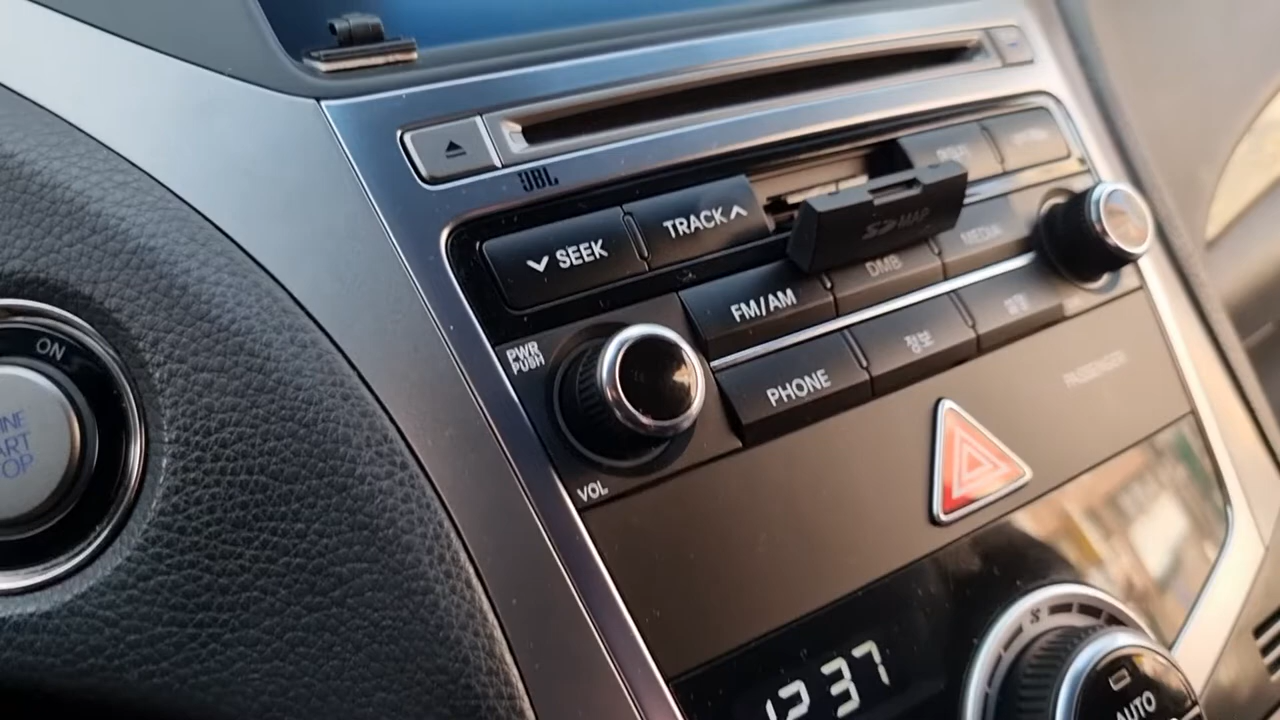 JBL
SEEK
TRACK
SD MAP
FM/AM
DMB
MEDIA
PWR
PUSH
PHONE
정보
VOL
PASSENGER
ON
12:37
AUTO